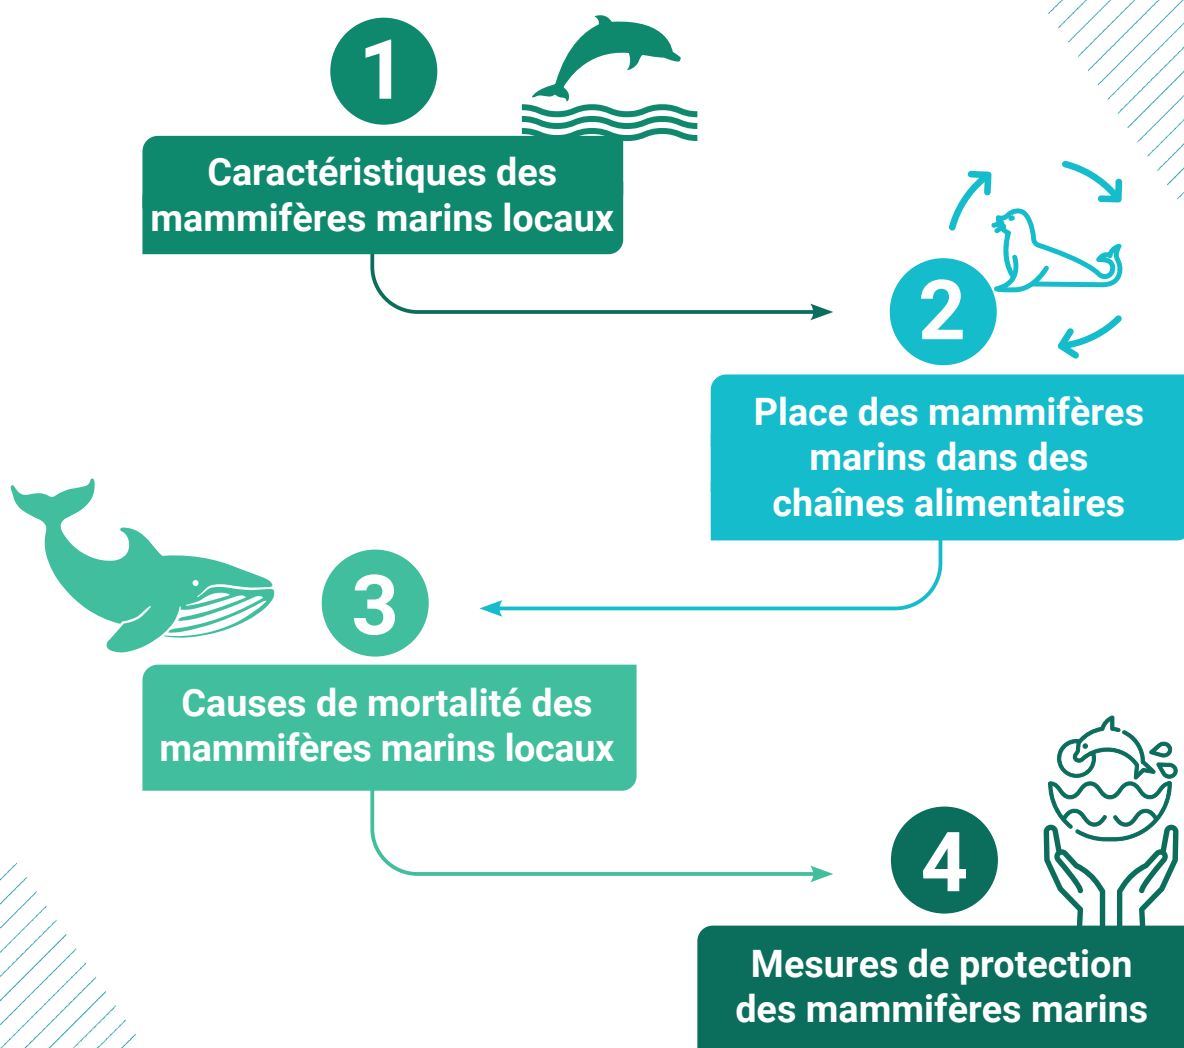 1
Caractéristiques des
mammifères marins locaux
2
Place des mammifères
marins dans des
chaînes alimentaires
3
Causes de mortalité des
mammifères marins locaux
4
Mesures de protection
des mammifères marins